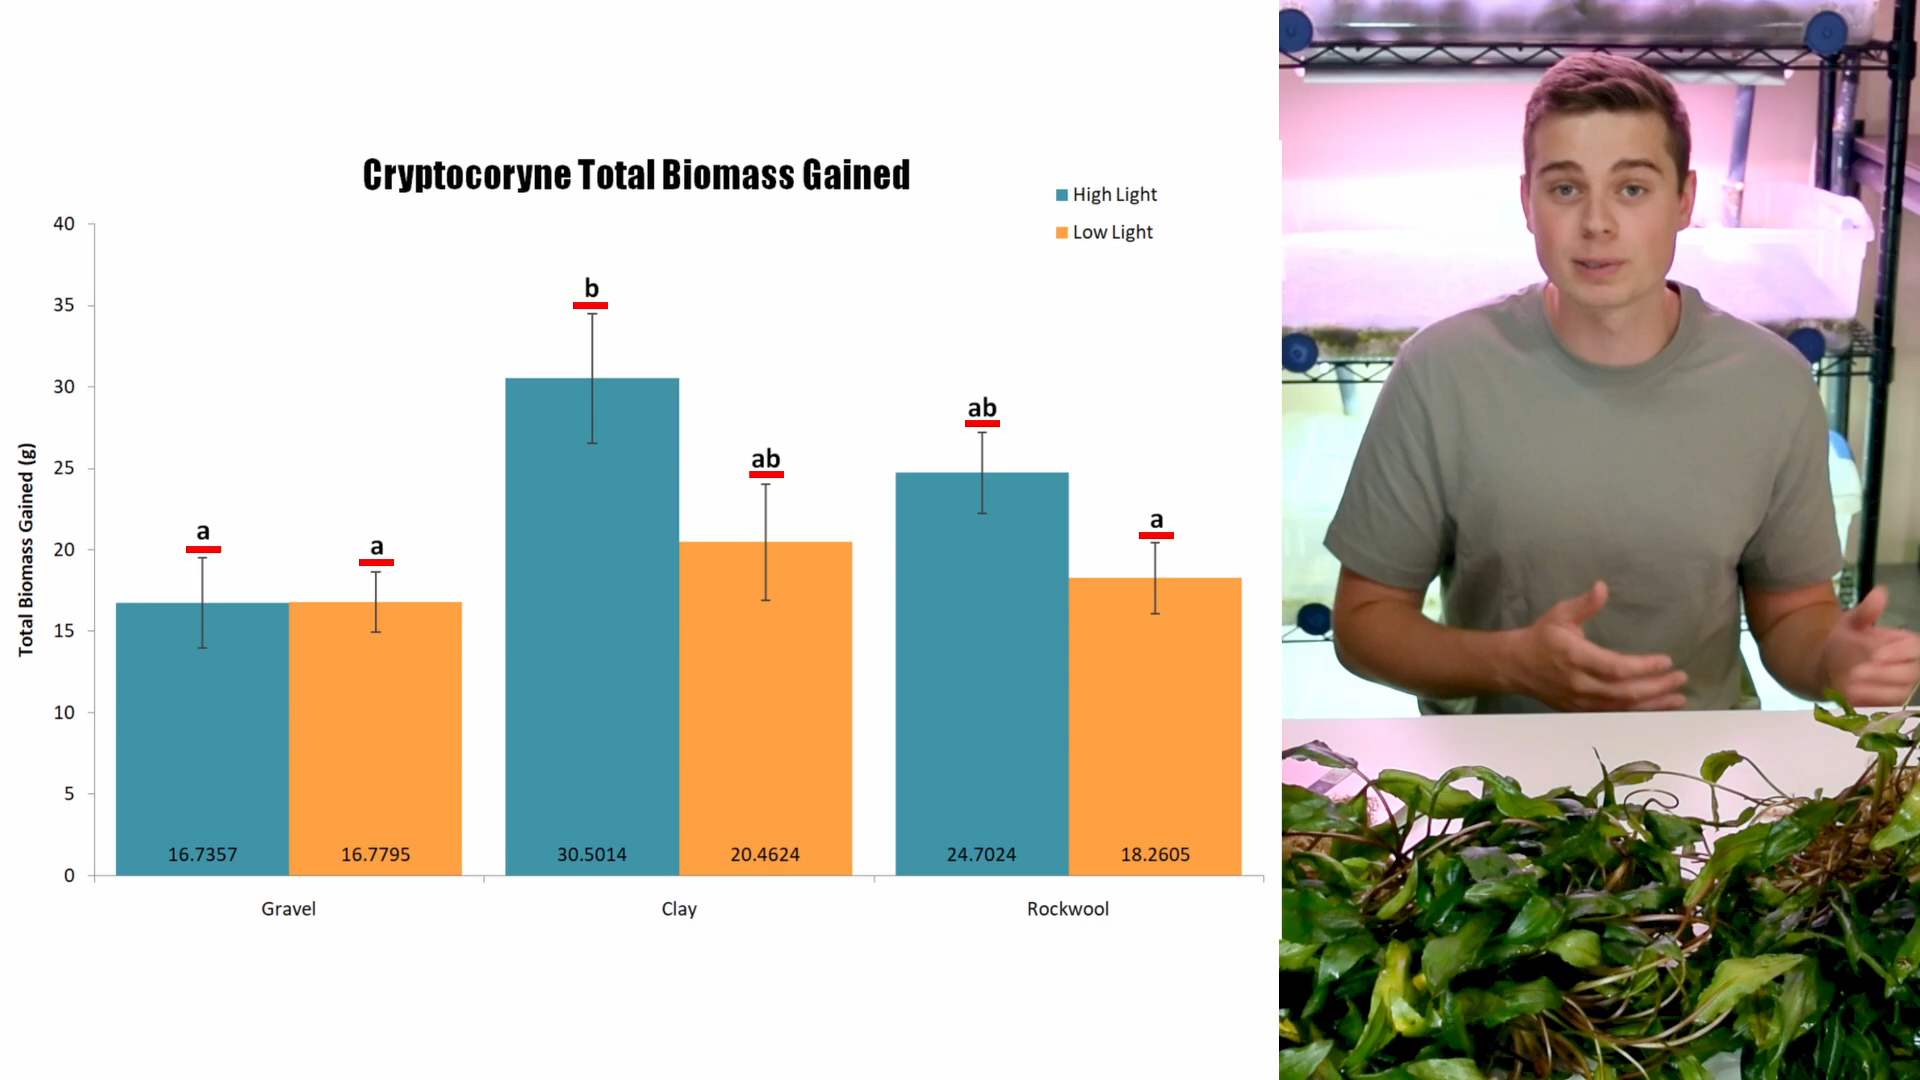 Cryptocoryne Total Biomass Gained
High Light
Low Light
Total Biomass Gained (g)
40
35
30
25
20
15
10
5
0
a
a
b
ab
ab
a
16.7357
16.7795
30.5014
20.4624
24.7024
18.2605
Gravel
Clay
Rockwool